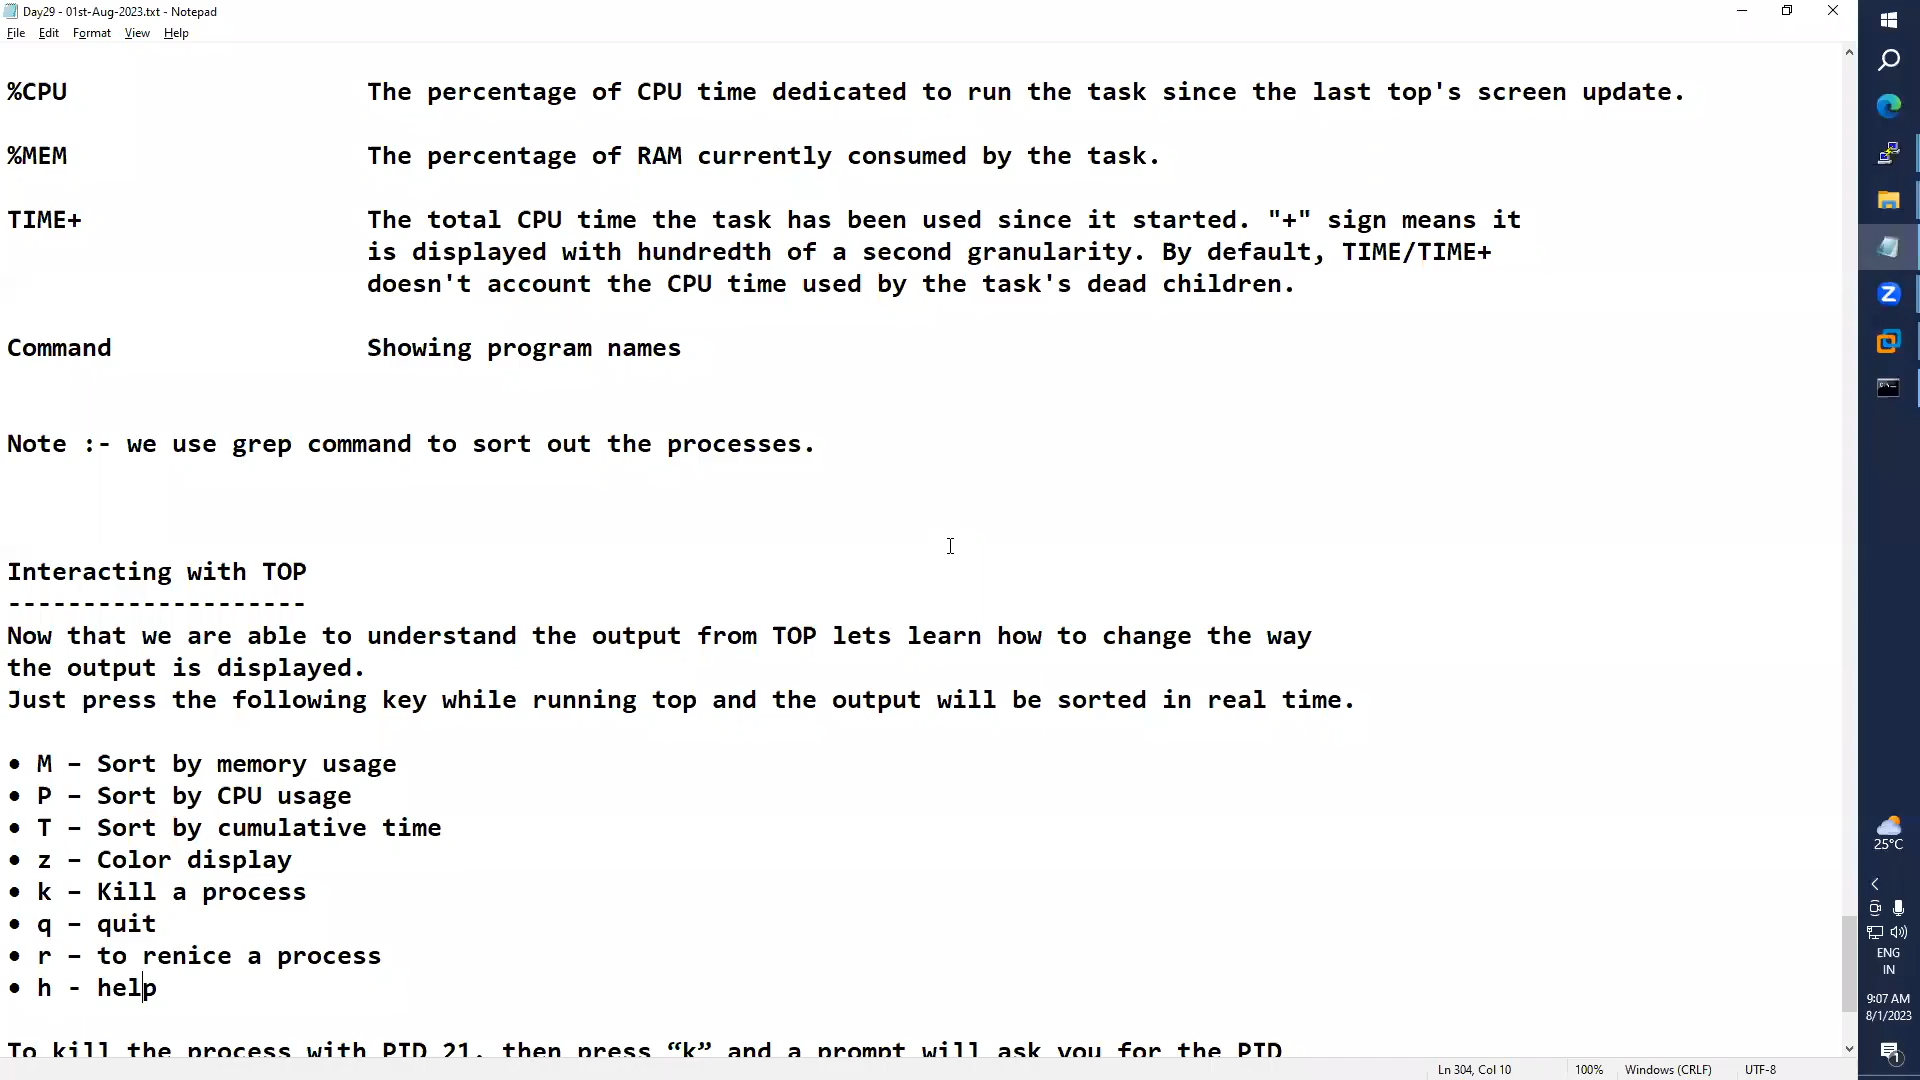 Day29 - 01st-Aug-2023.txt - Notepad
File Edit Format View Help
%CPU The percentage of CPU time dedicated to run the task since the last top's screen update.
%MEM The percentage of RAM currently consumed by the task.
TIME+ The total CPU time the task has been used since it started. "+" sign means it
is displayed with hundredth of a second granularity. By default, TIME/TIME+
doesn't account the CPU time used by the task's dead children.
Command Showing program names
Note :- we use grep command to sort out the processes.
Interacting with TOP
--------------------
Now that we are able to understand the output from TOP lets learn how to change the way
the output is displayed.
Just press the following key while running top and the output will be sorted in real time.
• M – Sort by memory usage
• P – Sort by CPU usage
• T – Sort by cumulative time
• z – Color display
• k – Kill a process
• q – quit
• r – to renice a process
• h - help
To kill the process with PID 21, then press “k” and a prompt will ask you for the PID
Ln 304, Col 10 100% Windows (CRLF) UTF-8
25°C
ENG
IN
9:07 AM
8/1/2023
1